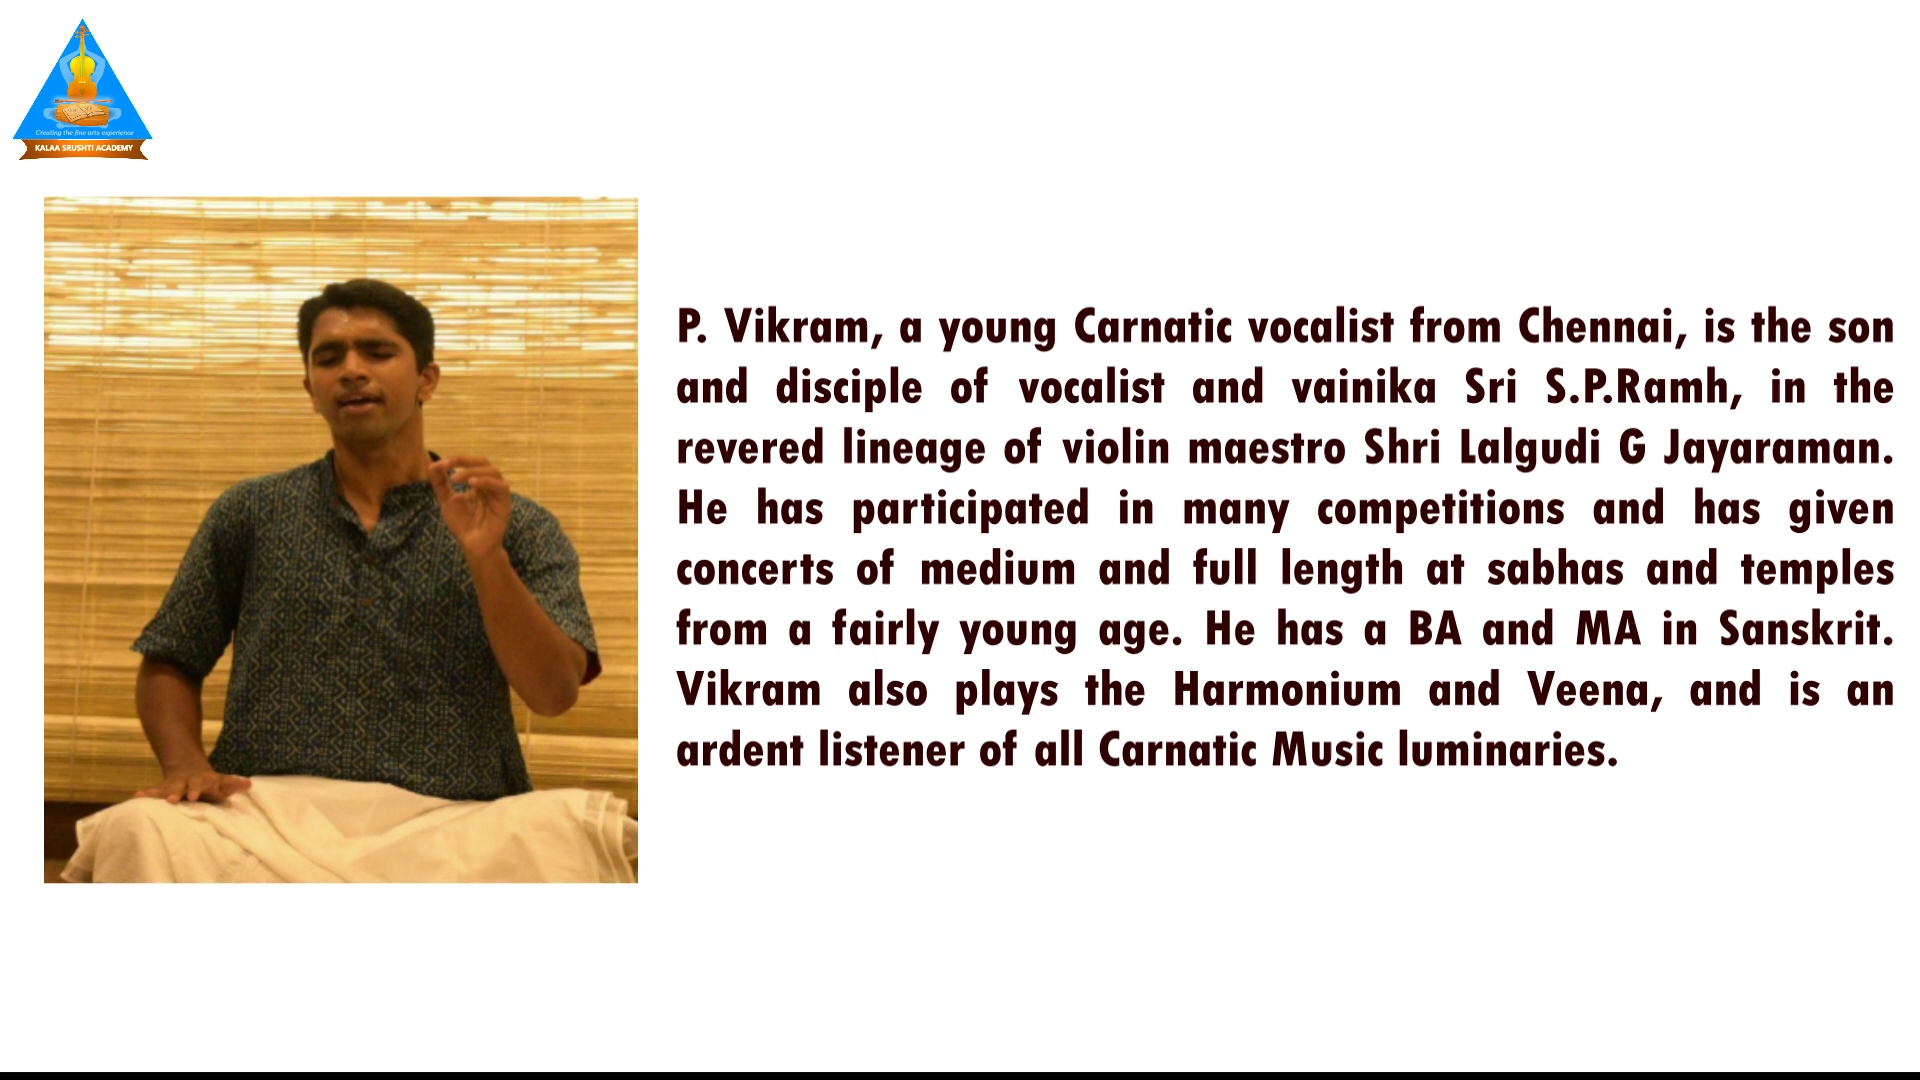 Creating the fine arts experience
KALAA SRUSHTI ACADEMY
P. Vikram, a young Carnatic vocalist from Chennai, is the son
and disciple of vocalist and vainika Sri S.P.Ramh, in the
revered lineage of violin maestro Shri Lalgudi G Jayaraman.
He has participated in many competitions and has given
concerts of medium and full length at sabhas and temples
from a fairly young age. He has a BA and MA in Sanskrit.
Vikram also plays the Harmonium and Veena, and is an
ardent listener of all Carnatic Music luminaries.